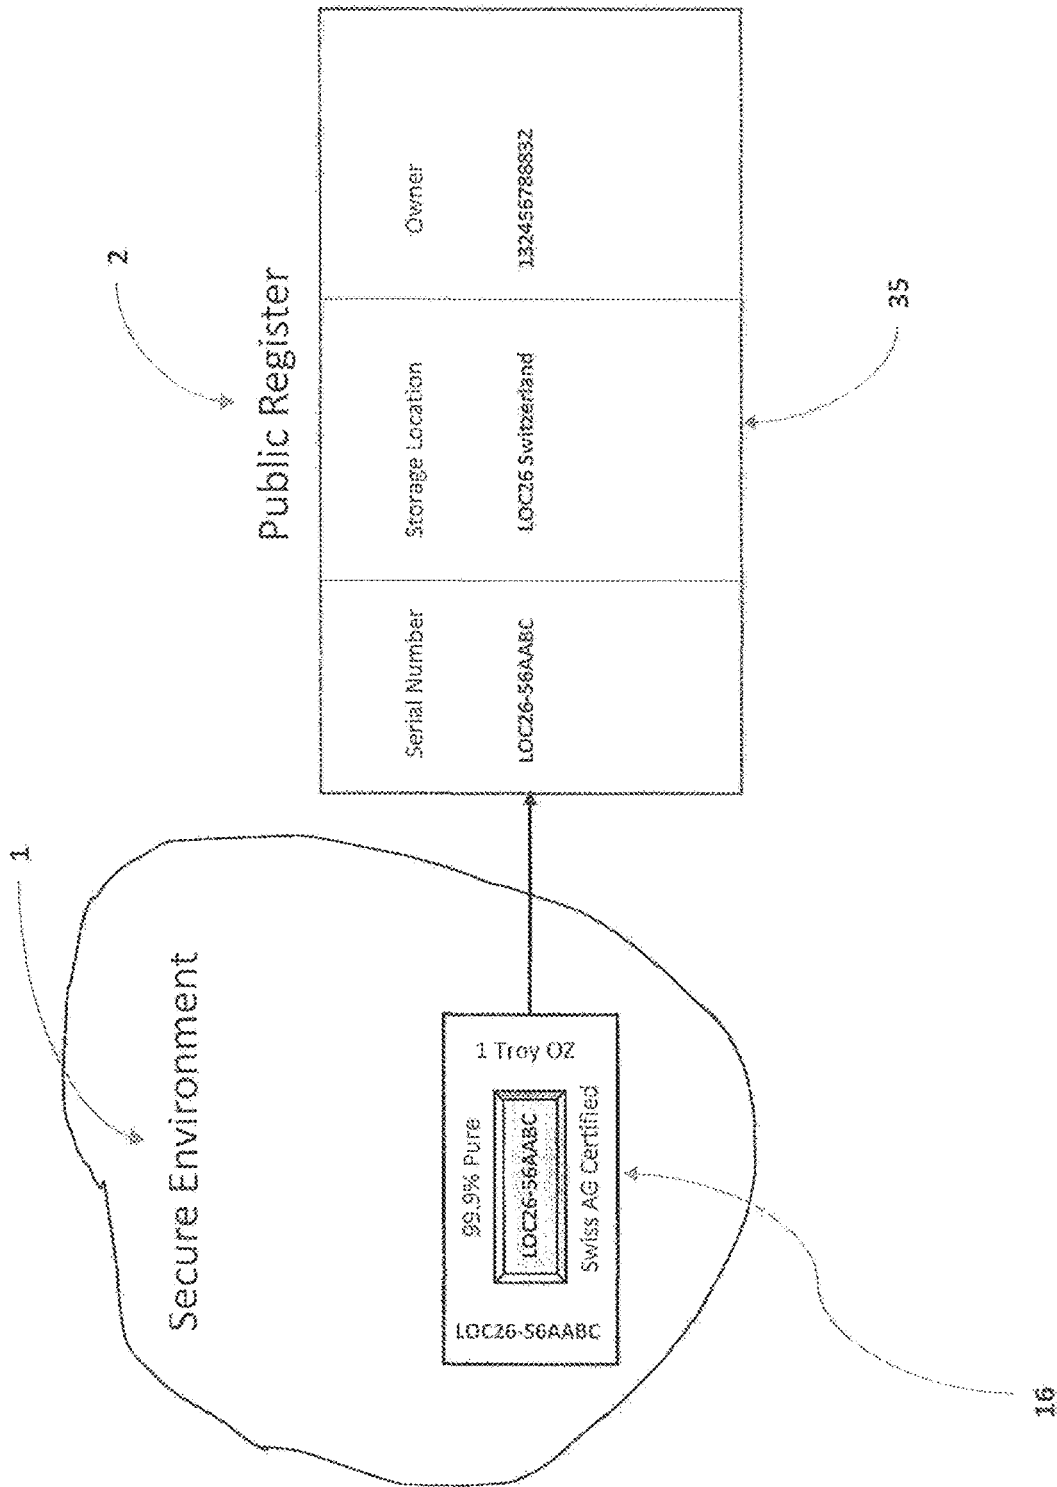 1
Secure Environment
99.9% Pure
LOC26-56AABC
LOC26-56AABC
1 Troy OZ
Swiss AG Certified
16
2
Public Register
Serial Number
Storage Location
Owner
LOC26-56AABC
LOC26 Switzerland
132456788832
35